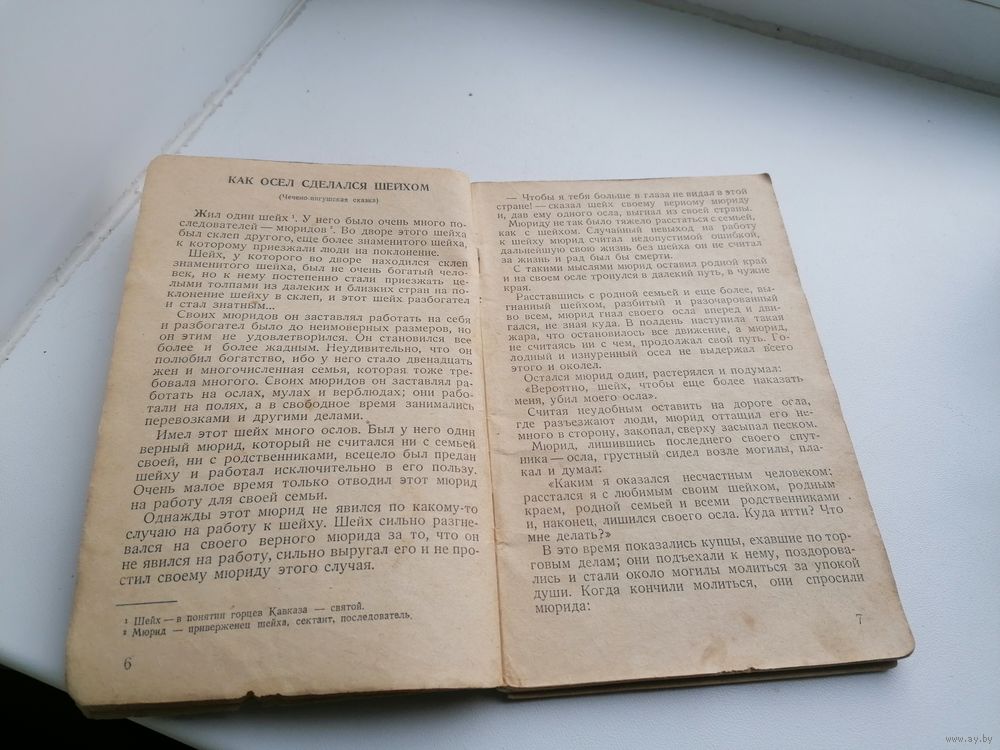 КАК ОСЕЛ СДЕЛАЛСЯ ШЕЙХОМ
(Чечено-ингушская сказка)
Жил один шейх ¹. У него было очень много по-
следователей — мюридов ². Во дворе этого шейха
был склеп другого, еще более знаменитого шейха,
к которому приезжали люди на поклонение.
Шейх, у которого во дворе находился склеп
знаменитого шейха, был не очень богатый чело-
век, но к нему постепенно стали приезжать це-
лыми толпами из далеких и близких стран на по-
клонение шейху в склеп, и этот шейх разбогател
и стал знатным...
Своих мюридов он заставлял работать на себя
и разбогател было до неимоверных размеров, но
он этим не удовлетворился. Он становился все
более и более жадным. Неудивительно, что он
полюбил богатство, ибо у него стало двенадцать
жен и многочисленная семья, которая тоже тре-
бовала многого. Своих мюридов он заставлял ра-
ботать на ослах, мулах и верблюдах; они рабо-
тали на полях, а в свободное время занимались
перевозками и другими делами.
Имел этот шейх много ослов. Был у него один
верный мюрид, который не считался ни с семьей
своей, ни с родственниками, всецело был предан
шейху и работал исключительно в его пользу.
Очень малое время только отводил этот мюрид
на работу для своей семьи.
Однажды этот мюрид не явился по какому-то
случаю на работу к шейху. Шейх сильно разгне-
вался на своего верного мюрида за то, что он
не явился на работу, сильно выругал его и не про-
стил своему мюриду этого случая.
¹ Шейх — в понятии горцев Кавказа — святой.
² Мюрид — приверженец шейха, сектант, последователь.
6
— Чтобы я тебя больше в глаза не видал в этой
стране! — сказал шейх своему верному мюриду
и, дав ему одного осла, выгнал из своей страны.
Мюриду не так было тяжело расстаться с семьей,
как с шейхом. Случайный невыход на работу
к шейху мюрид считал недопустимой ошибкой,
дальнейшую свою жизнь без шейха он не считал
за жизнь и рад был бы смерти.
С такими мыслями мюрид оставил родной край
и на своем осле тронулся в далекий путь, в чужие
края.
Расставшись с родной семьей и еще более, вы-
гнанный шейхом, разбитый и разочарованный
во всем, мюрид гнал своего осла вперед и дви-
гался, не зная куда. В полдень наступила такая
жара, что остановилось все движение, а мюрид,
не считаясь ни с чем, продолжал свой путь. Го-
лодный и изнуренный осел не выдержал всего
этого и околел.
Остался мюрид один, растерялся и подумал:
«Вероятно, шейх, чтобы еще более наказать
меня, убил моего осла».
Считая неудобным оставить на дороге осла,
где разъезжают люди, мюрид оттащил его не-
много в сторону, закопал, сверху засыпал песком.
Мюрид, лишившись последнего своего спут-
ника — осла, грустный сидел возле могилы, пла-
кал и думал:
«Каким я оказался несчастным человеком:
расстался я с любимым своим шейхом, родным
краем, родной семьей и всеми родственниками
и, наконец, лишился своего осла. Куда итти? Что
мне делать?»
В это время показались купцы, ехавшие по тор-
говым делам; они подъехали к нему, поздорова-
лись и стали около могилы молиться за упокой
души. Когда кончили молиться, они спросили
мюрида:
7
www.ay.by